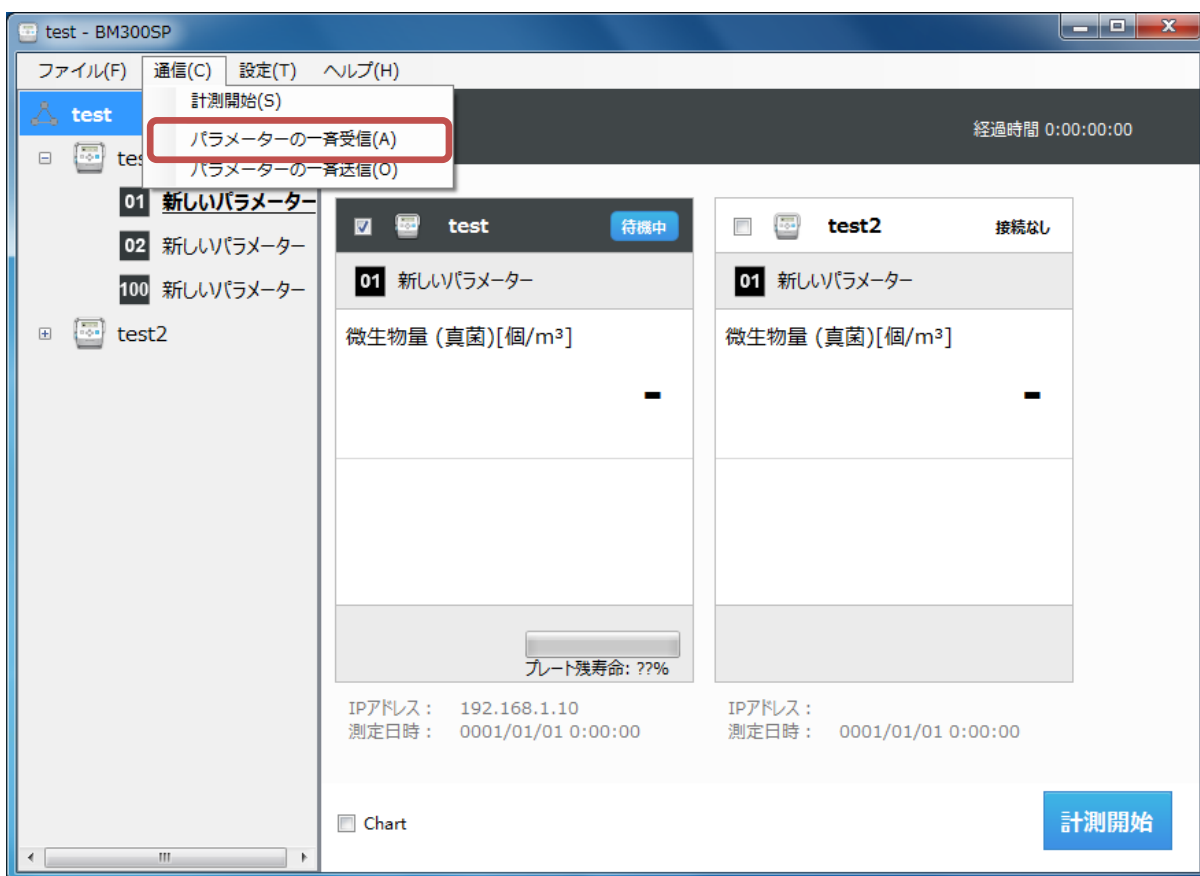 test - BM300SP
ファイル(F) 通信(C) 設定(T) ヘルプ(H)
計測開始(S)
パラメーターの一斉受信(A)
パラメーターの一斉送信(O)
test
経過時間 0:00:00:00
01 新しいパラメーター
02 新しいパラメーター
100 新しいパラメーター
test2
test 待機中
01 新しいパラメーター
微生物量 (真菌)[個/m³]
-
プレート残寿命: ??%
IPアドレス : 192.168.1.10
測定日時 : 0001/01/01 0:00:00
test2 接続なし
01 新しいパラメーター
微生物量 (真菌)[個/m³]
-
IPアドレス :
測定日時 : 0001/01/01 0:00:00
Chart
計測開始